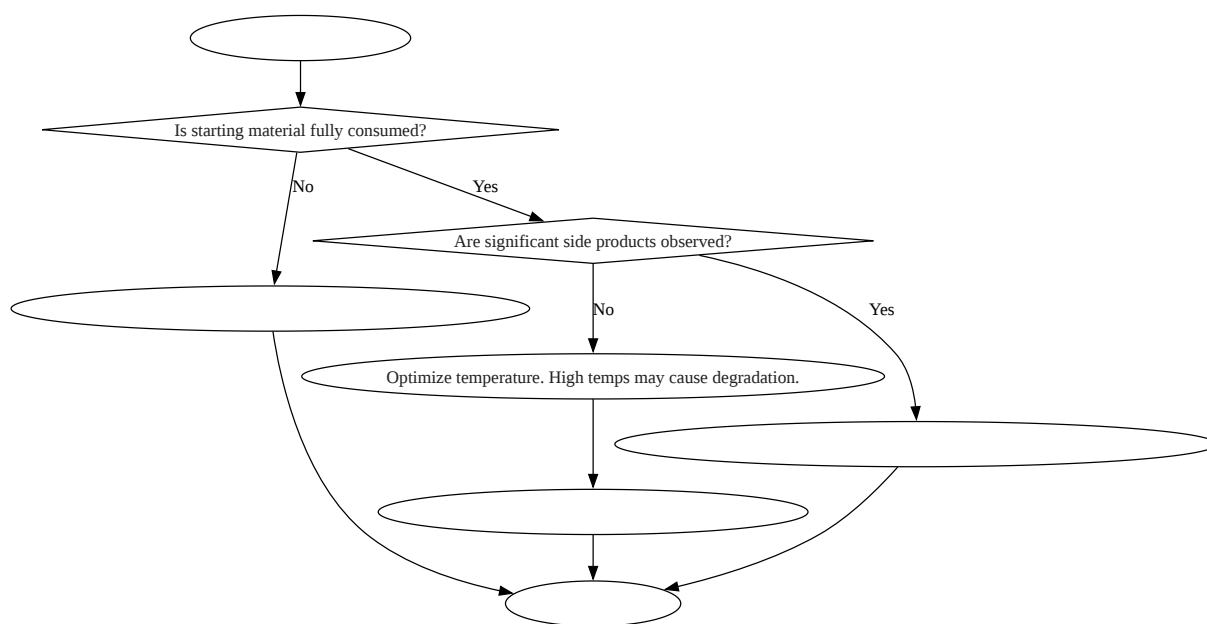 Is starting material fully consumed?
No
Yes
Are significant side products observed?
No
Yes
Optimize temperature. High temps may cause degradation.